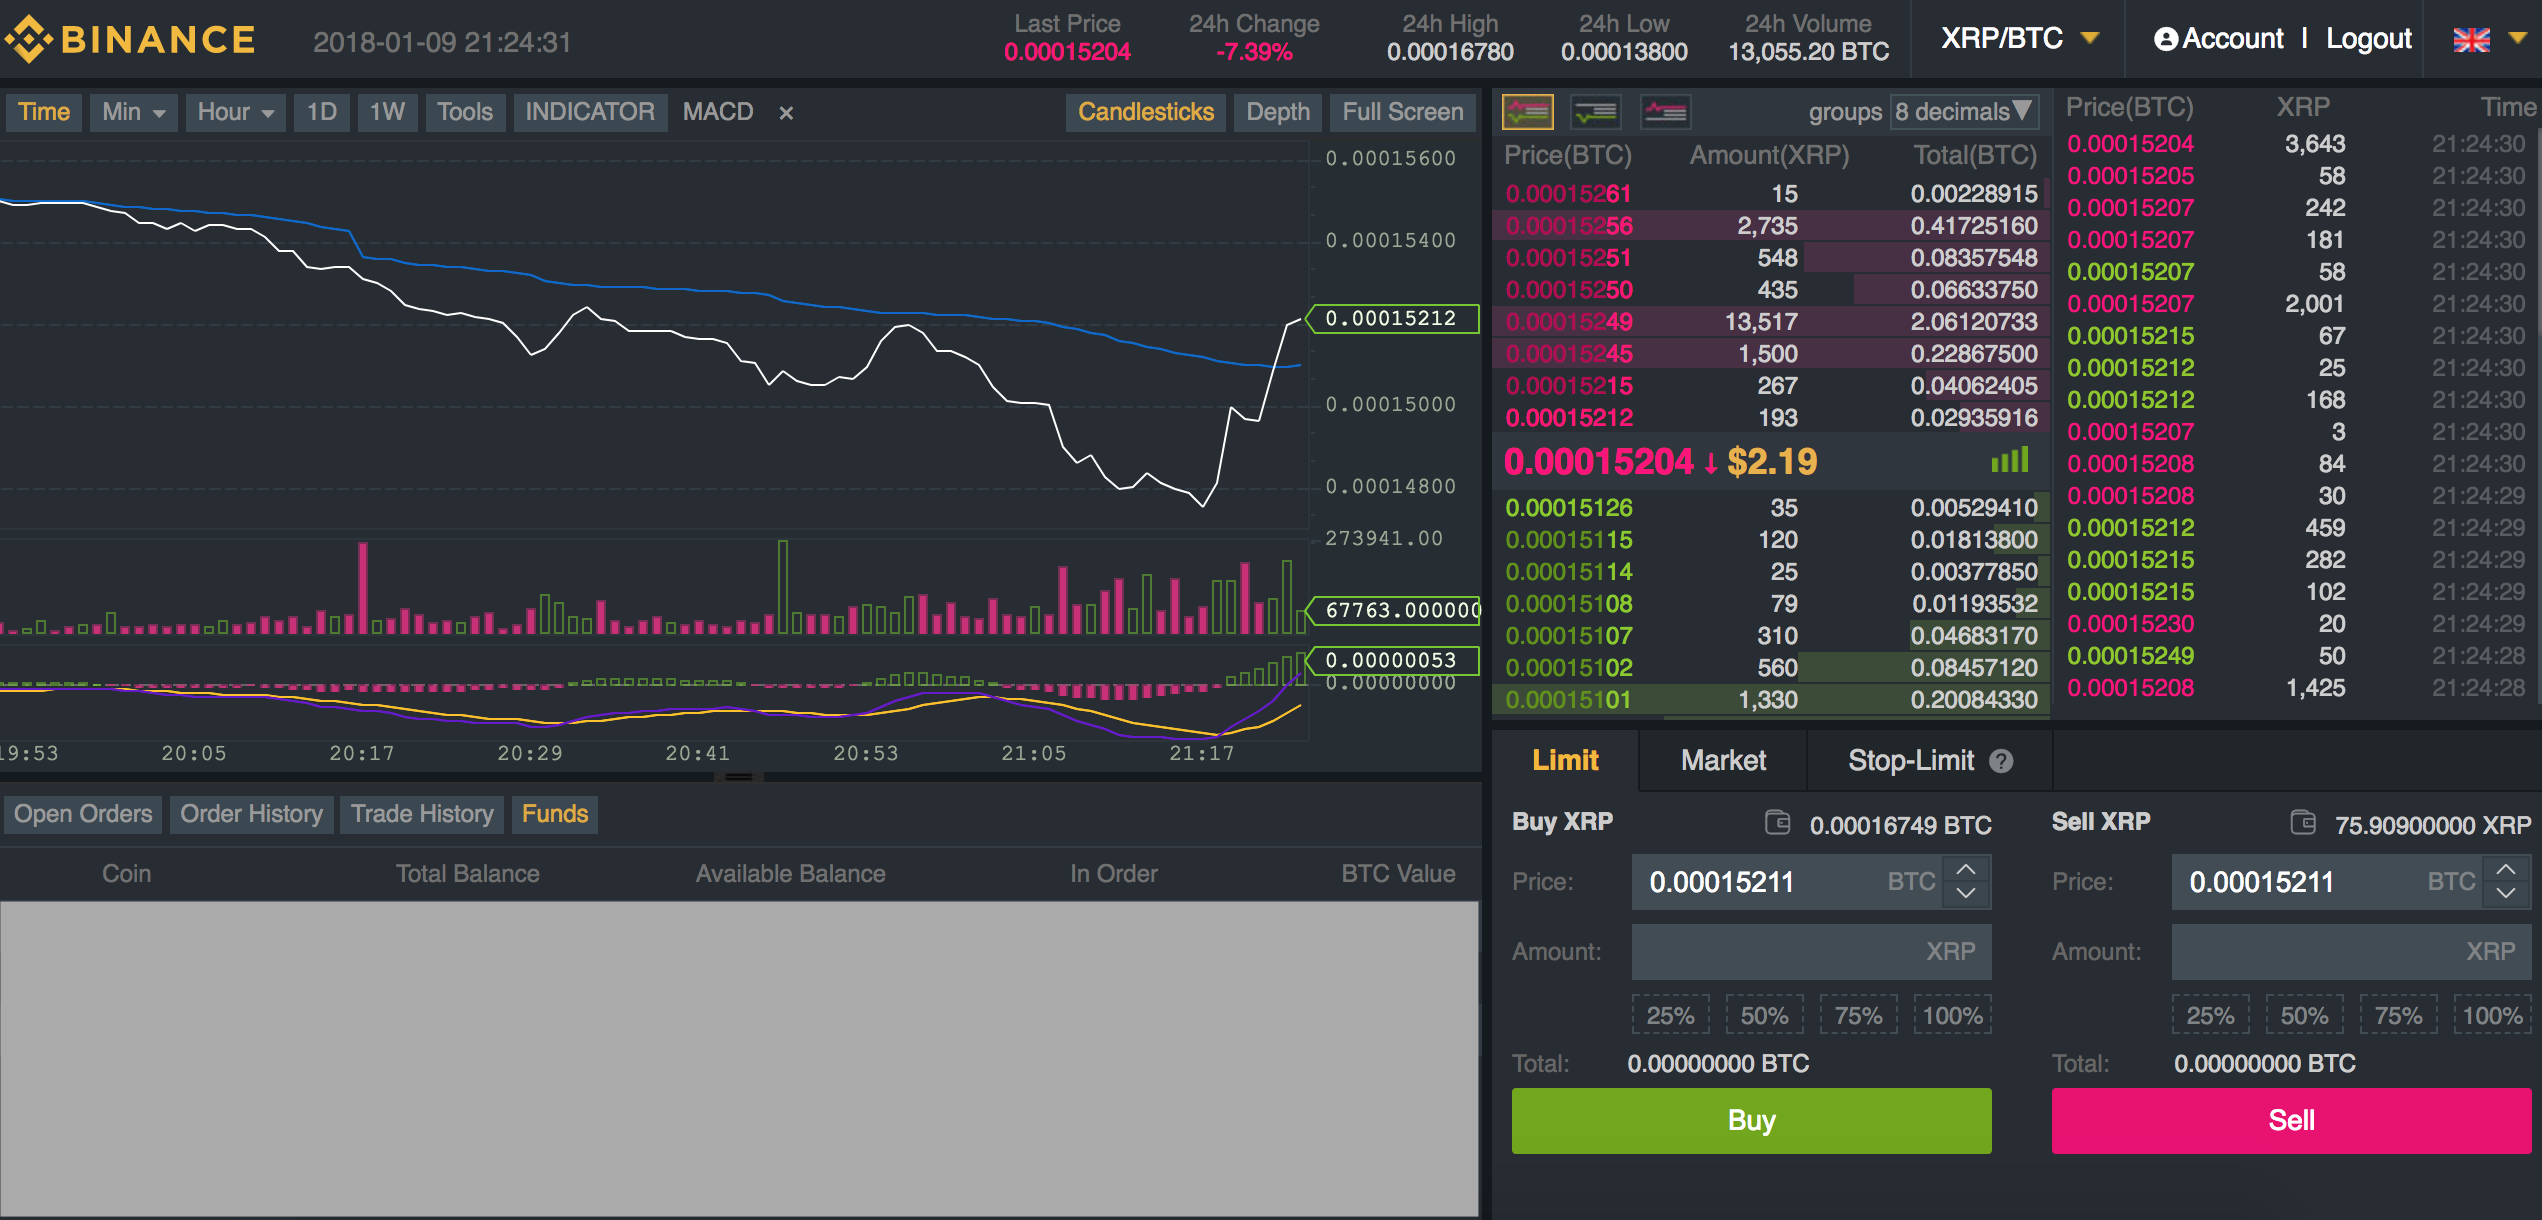 BINANCE 2018-01-09 21:24:31
Last Price 24h Change 24h High 24h Low 24h Volume
0.00015204 -7.39% 0.00016780 0.00013800 13,055.20 BTC
XRP/BTC Account | Logout
Time Min Hour 1D 1W Tools INDICATOR MACD × Candlesticks Depth Full Screen
0.00015600
0.00015400
0.00015212
0.00015000
0.00014800
273941.00
67763.000000
0.00000053
0.00000000
19:53 20:05 20:17 20:29 20:41 20:53 21:05 21:17
Open Orders Order History Trade History Funds
Coin Total Balance Available Balance In Order BTC Value
groups 8 decimals
Price(BTC) Amount(XRP) Total(BTC)
0.00015261 15 0.00228915
0.00015256 2,735 0.41725160
0.00015251 548 0.08357548
0.00015250 435 0.06633750
0.00015249 13,517 2.06120733
0.00015245 1,500 0.22867500
0.00015215 267 0.04062405
0.00015212 193 0.02935916
0.00015204 ↓ $2.19
0.00015126 35 0.00529410
0.00015115 120 0.01813800
0.00015114 25 0.00377850
0.00015108 79 0.01193532
0.00015107 310 0.04683170
0.00015102 560 0.08457120
0.00015101 1,330 0.20084330
Price(BTC) XRP Time
0.00015204 3,643 21:24:30
0.00015205 58 21:24:30
0.00015207 242 21:24:30
0.00015207 181 21:24:30
0.00015207 58 21:24:30
0.00015207 2,001 21:24:30
0.00015215 67 21:24:30
0.00015212 25 21:24:30
0.00015212 168 21:24:30
0.00015207 3 21:24:30
0.00015208 84 21:24:30
0.00015208 30 21:24:29
0.00015212 459 21:24:29
0.00015215 282 21:24:29
0.00015215 102 21:24:29
0.00015230 20 21:24:29
0.00015249 50 21:24:28
0.00015208 1,425 21:24:28
Limit Market Stop-Limit ?
Buy XRP 0.00016749 BTC
Price: 0.00015211 BTC
Amount: XRP
25% 50% 75% 100%
Total: 0.00000000 BTC
Buy
Sell XRP 75.90900000 XRP
Price: 0.00015211 BTC
Amount: XRP
25% 50% 75% 100%
Total: 0.00000000 BTC
Sell